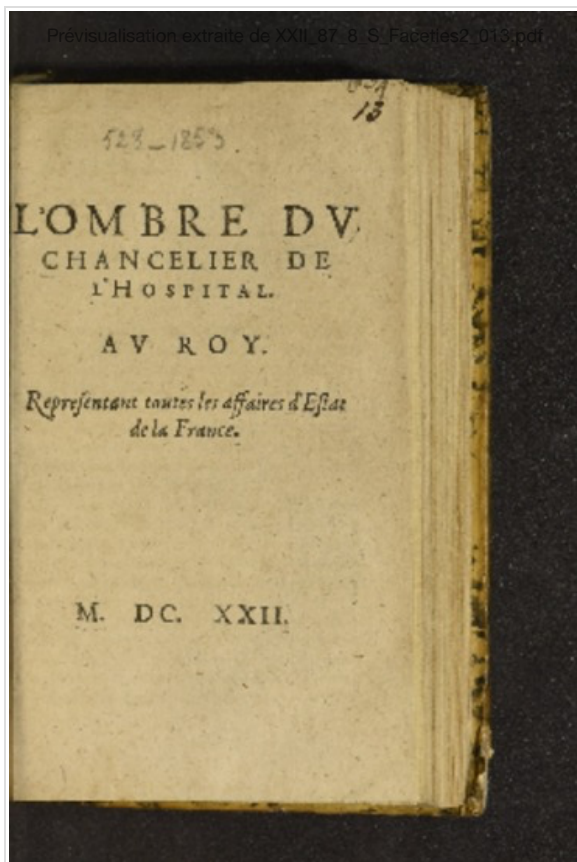 Prévisualisation extraite de XXII_87_8_S_Faceties2_013.pdf
13
523_1853.
L'OMBRE DV
CHANCELIER DE
L'HOSPITAL.
AV ROY.
Representant toutes les affaires d'Estat
de la France.
M. DC. XXII.